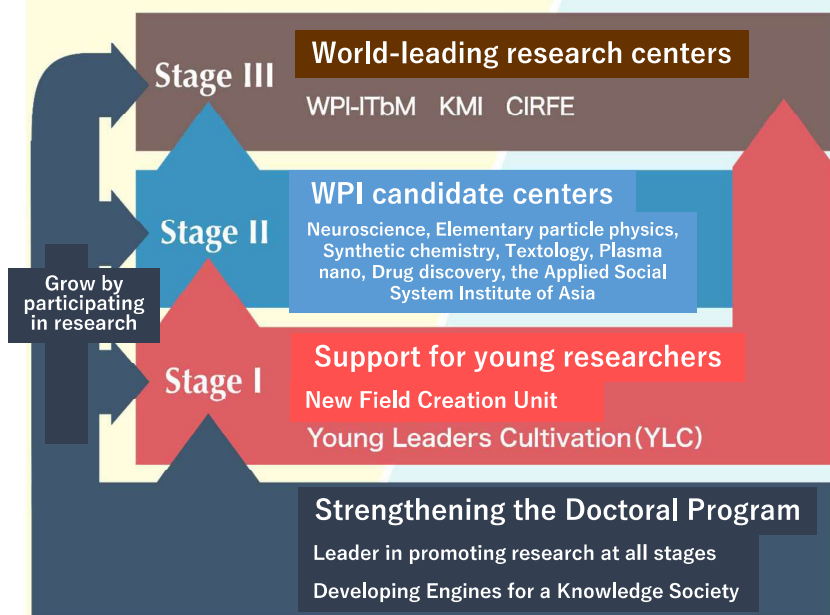 Stage III
World-leading research centers
WPI-ITbM KMI CIRFE
Stage II
WPI candidate centers
Neuroscience, Elementary particle physics,
Synthetic chemistry, Textology, Plasma
nano, Drug discovery, the Applied Social
System Institute of Asia
Grow by
participating
in research
Stage I
Support for young researchers
New Field Creation Unit
Young Leaders Cultivation(YLC)
Strengthening the Doctoral Program
Leader in promoting research at all stages
Developing Engines for a Knowledge Society